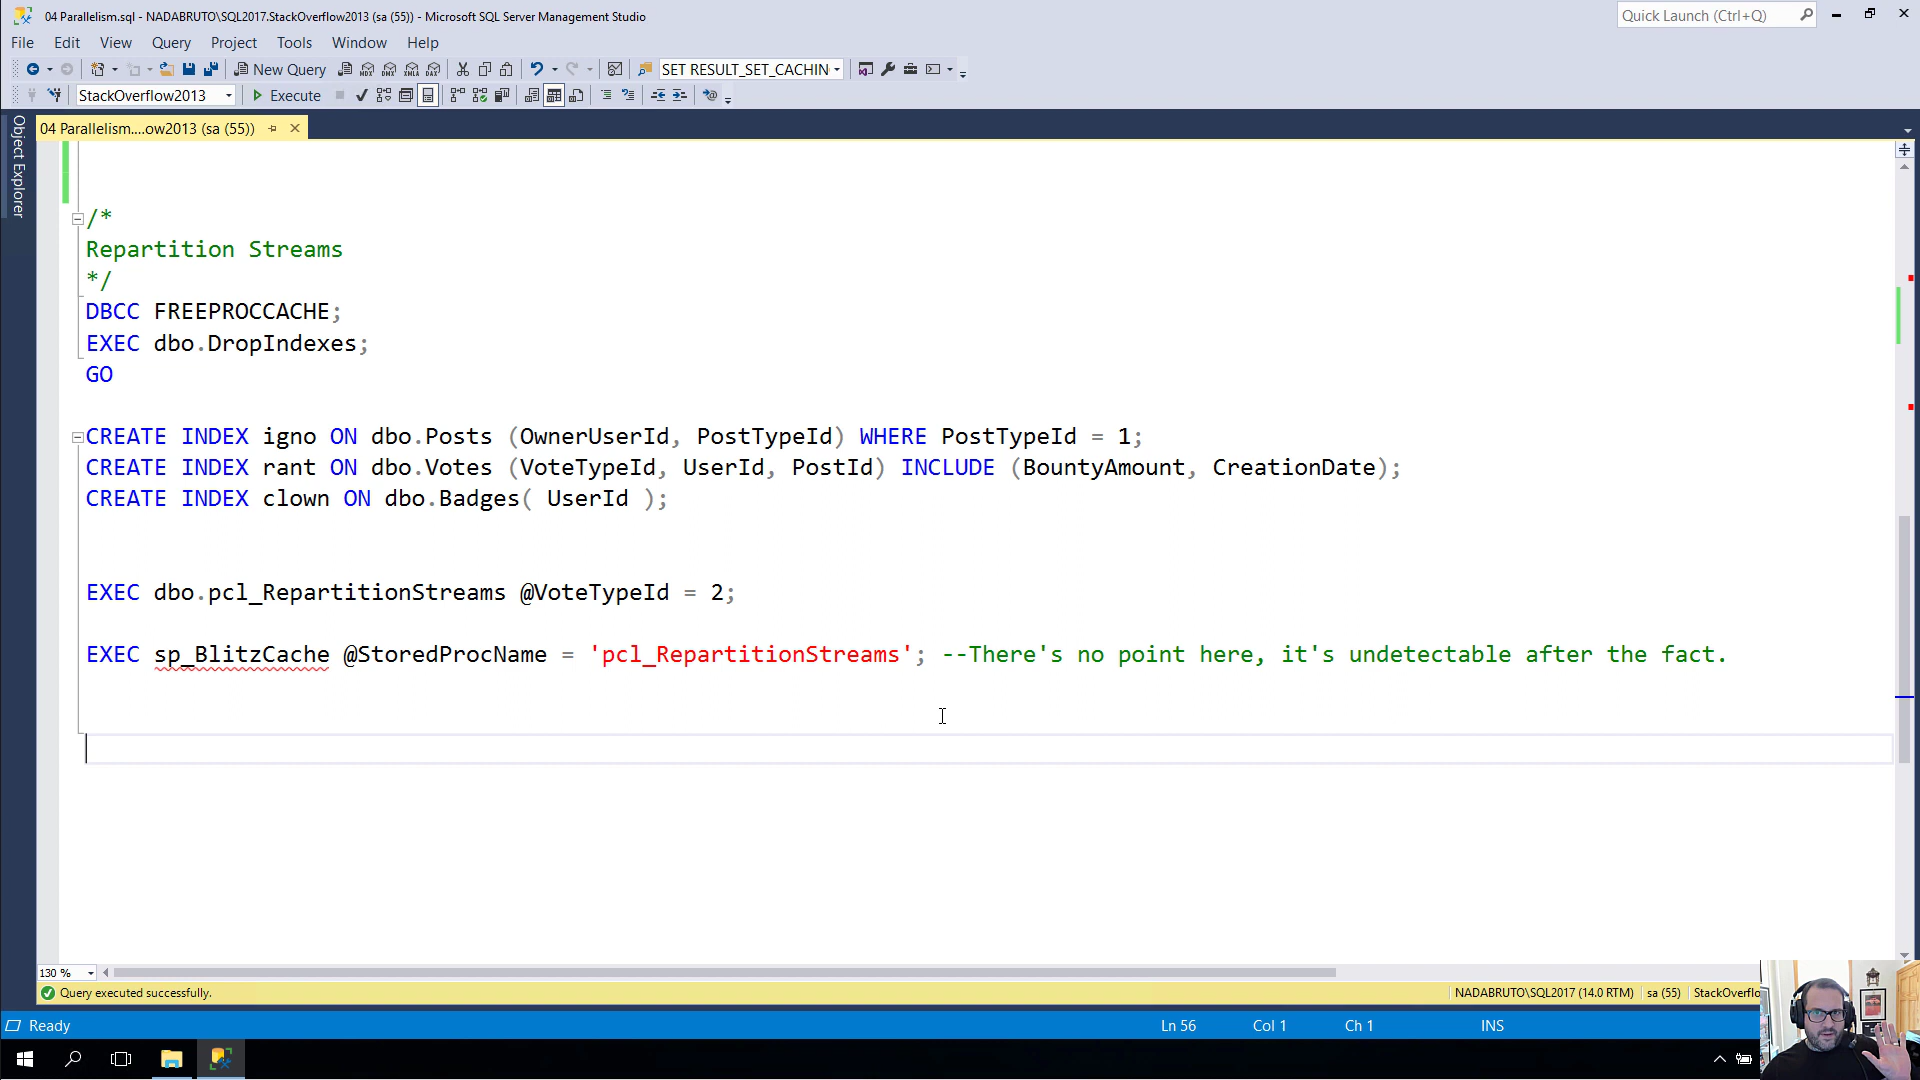 04 Parallelism.sql - NADABRUTO\SQL2017.StackOverflow2013 (sa (55)) - Microsoft SQL Server Management Studio
Quick Launch (Ctrl+Q)
File Edit View Query Project Tools Window Help
New Query
SET RESULT_SET_CACHIN
StackOverflow2013
Execute
Object Explorer
04 Parallelism....ow2013 (sa (55))
/*
Repartition Streams
*/
DBCC FREEPROCCACHE;
EXEC dbo.DropIndexes;
GO
CREATE INDEX igno ON dbo.Posts (OwnerUserId, PostTypeId) WHERE PostTypeId = 1;
CREATE INDEX rant ON dbo.Votes (VoteTypeId, UserId, PostId) INCLUDE (BountyAmount, CreationDate);
CREATE INDEX clown ON dbo.Badges( UserId );
EXEC dbo.pcl_RepartitionStreams @VoteTypeId = 2;
EXEC sp_BlitzCache @StoredProcName = 'pcl_RepartitionStreams'; --There's no point here, it's undetectable after the fact.
130 %
Query executed successfully.
NADABRUTO\SQL2017 (14.0 RTM)
sa (55)
StackOverflo
Ready
Ln 56
Col 1
Ch 1
INS